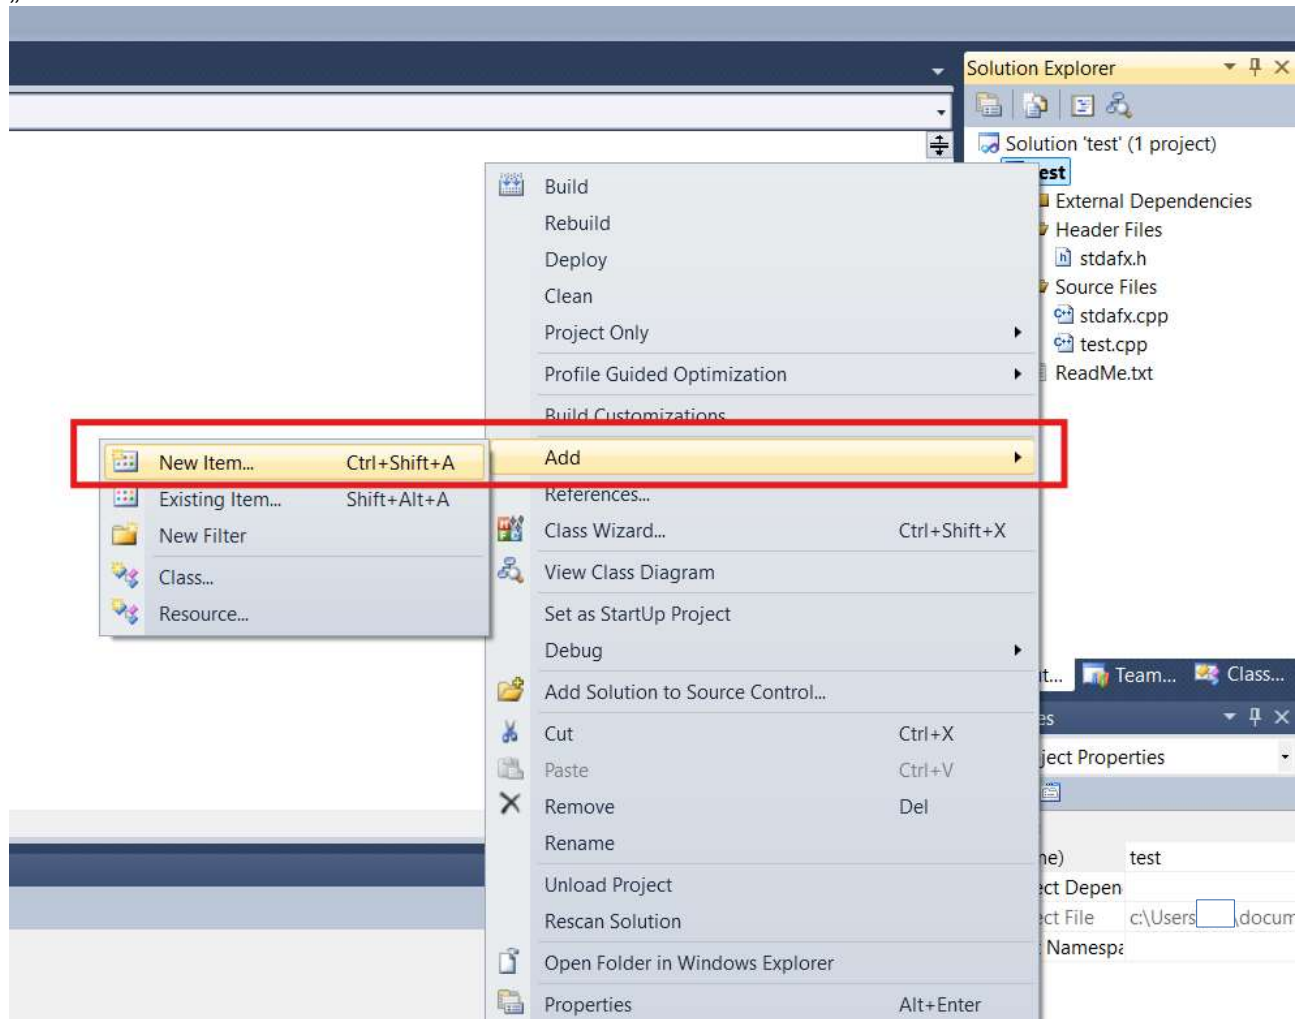 "
Solution Explorer
Solution 'test' (1 project)
est
External Dependencies
Header Files
stdafx.h
Source Files
stdafx.cpp
test.cpp
ReadMe.txt
Build
Rebuild
Deploy
Clean
Project Only
Profile Guided Optimization
Build Customizations
Add
References...
Class Wizard... Ctrl+Shift+X
View Class Diagram
Set as StartUp Project
Debug
Add Solution to Source Control...
Cut Ctrl+X
Paste Ctrl+V
Remove Del
Rename
Unload Project
Rescan Solution
Open Folder in Windows Explorer
Properties Alt+Enter
New Item... Ctrl+Shift+A
Existing Item... Shift+Alt+A
New Filter
Class...
Resource...
t... Team... Class...
es
ject Properties
ne) test
ect Depen
ect File c:\Users \docum
t Namespa